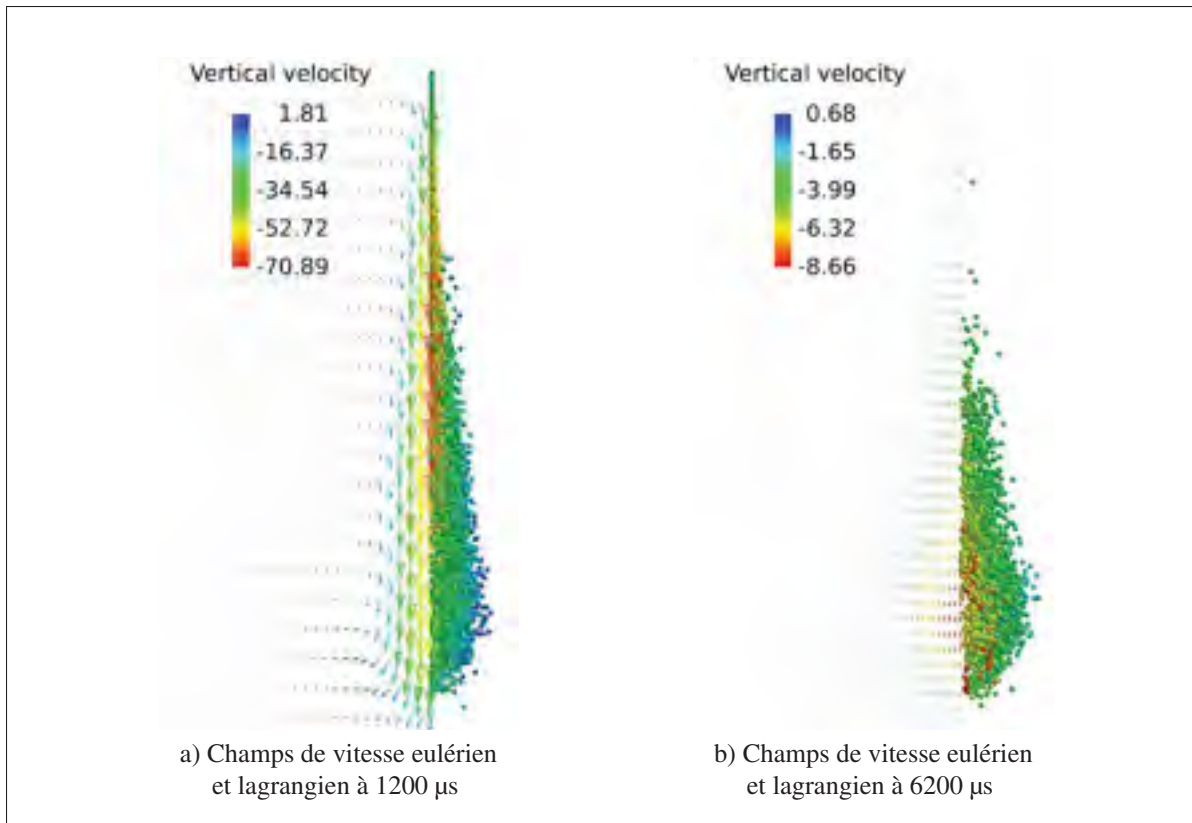 Vertical velocity
1.81
-16.37
-34.54
-52.72
-70.89
Vertical velocity
0.68
-1.65
-3.99
-6.32
-8.66
a) Champs de vitesse eulérien
et lagrangien à 1200 µs
b) Champs de vitesse eulérien
et lagrangien à 6200 µs